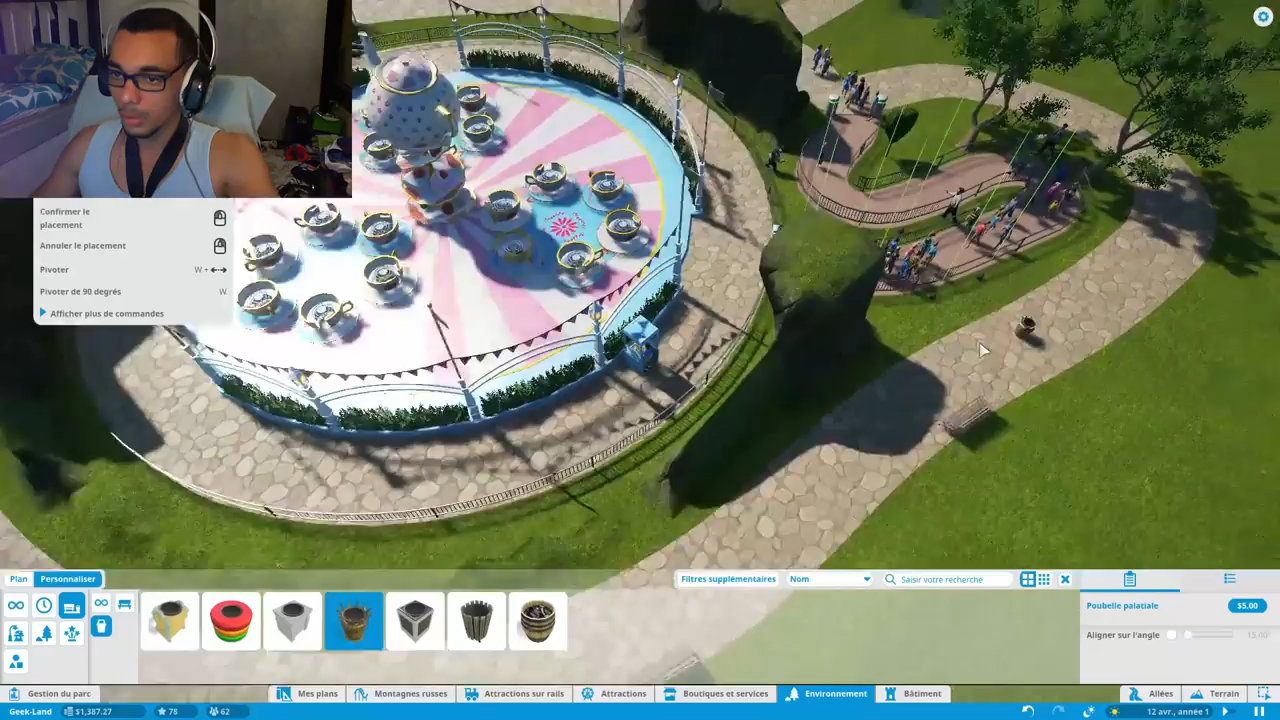 Confirmer le
placement
Annuler le placement
Pivoter W +
Pivoter de 90 degrés W
Afficher plus de commandes
Plan Personnaliser Filtres supplémentaires Nom Saisir votre recherche
Poubelle palatiale $5.00
Aligner sur l'angle 15,00°
Gestion du parc Mes plans Montagnes russes Attractions sur rails Attractions Boutiques et services Environnement Bâtiment Allées Terrain
Geek-Land $1,387.27 78 62 12 avr., année 1